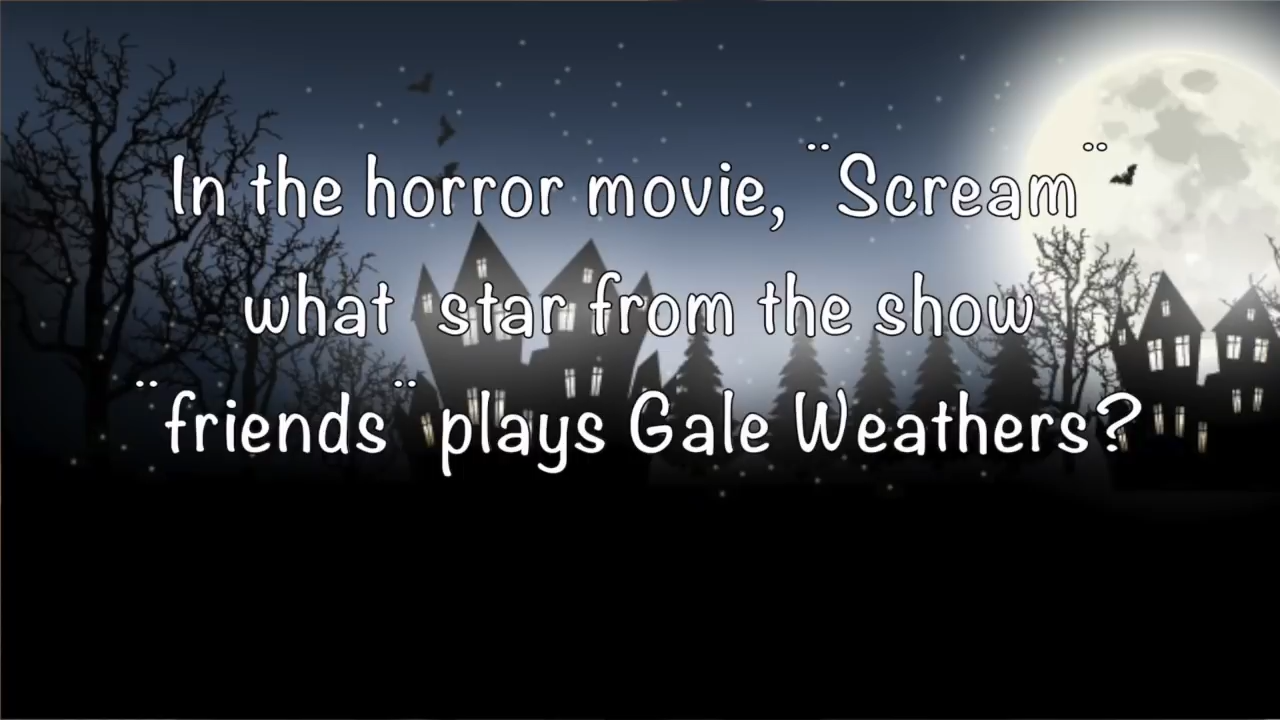 In the horror movie, ¨Scream ¨
what star from the show
¨friends¨ plays Gale Weathers?